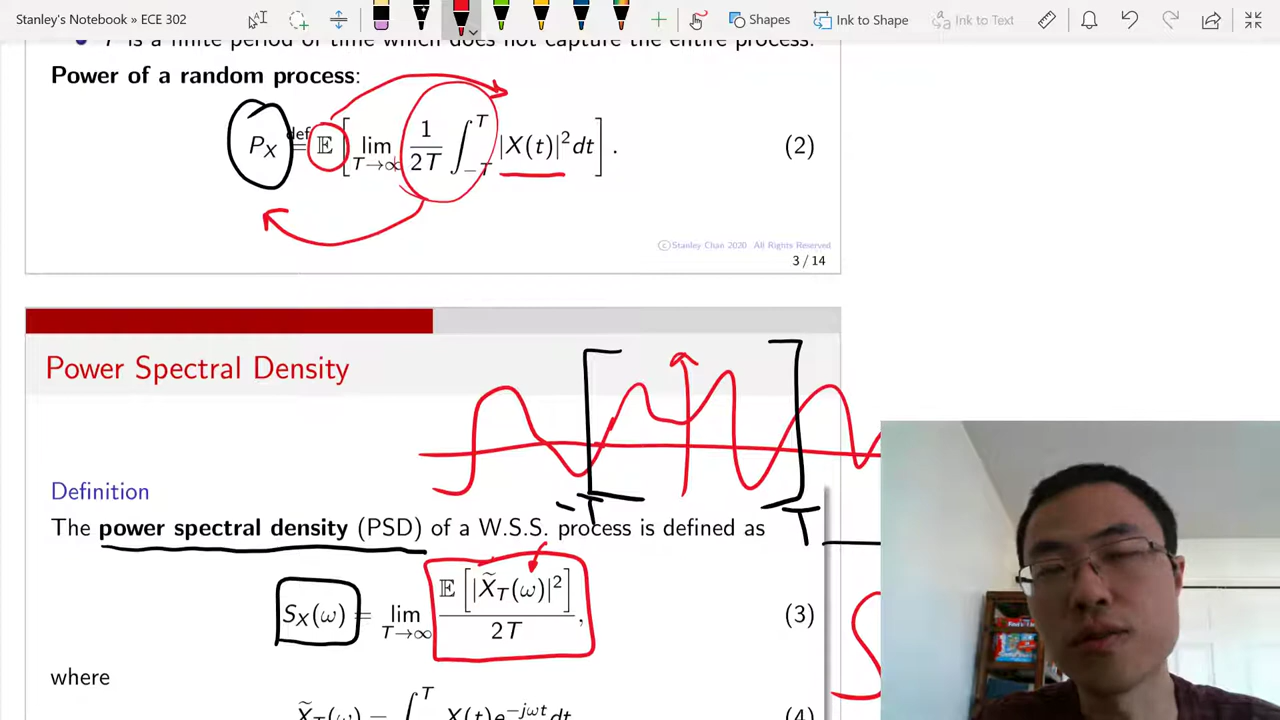 Stanley's Notebook » ECE 302
Shapes
Ink to Shape
Ink to Text
T is a finite period of time which does not capture the entire process.
Power of a random process:
P_X def= 𝔼 [ lim_{T→∞} 1/2T ∫_{−T}^{T} |X(t)|² dt ] . (2)
©Stanley Chan 2020 All Rights Reserved
3 / 14
Power Spectral Density
-T
T
Definition
The power spectral density (PSD) of a W.S.S. process is defined as
S_X(ω) = lim_{T→∞} 𝔼 [ |X̃_T(ω)|² ] / 2T , (3)
where
X̃_T(ω) = ∫^T X(t)e^{−jωt} dt (4)